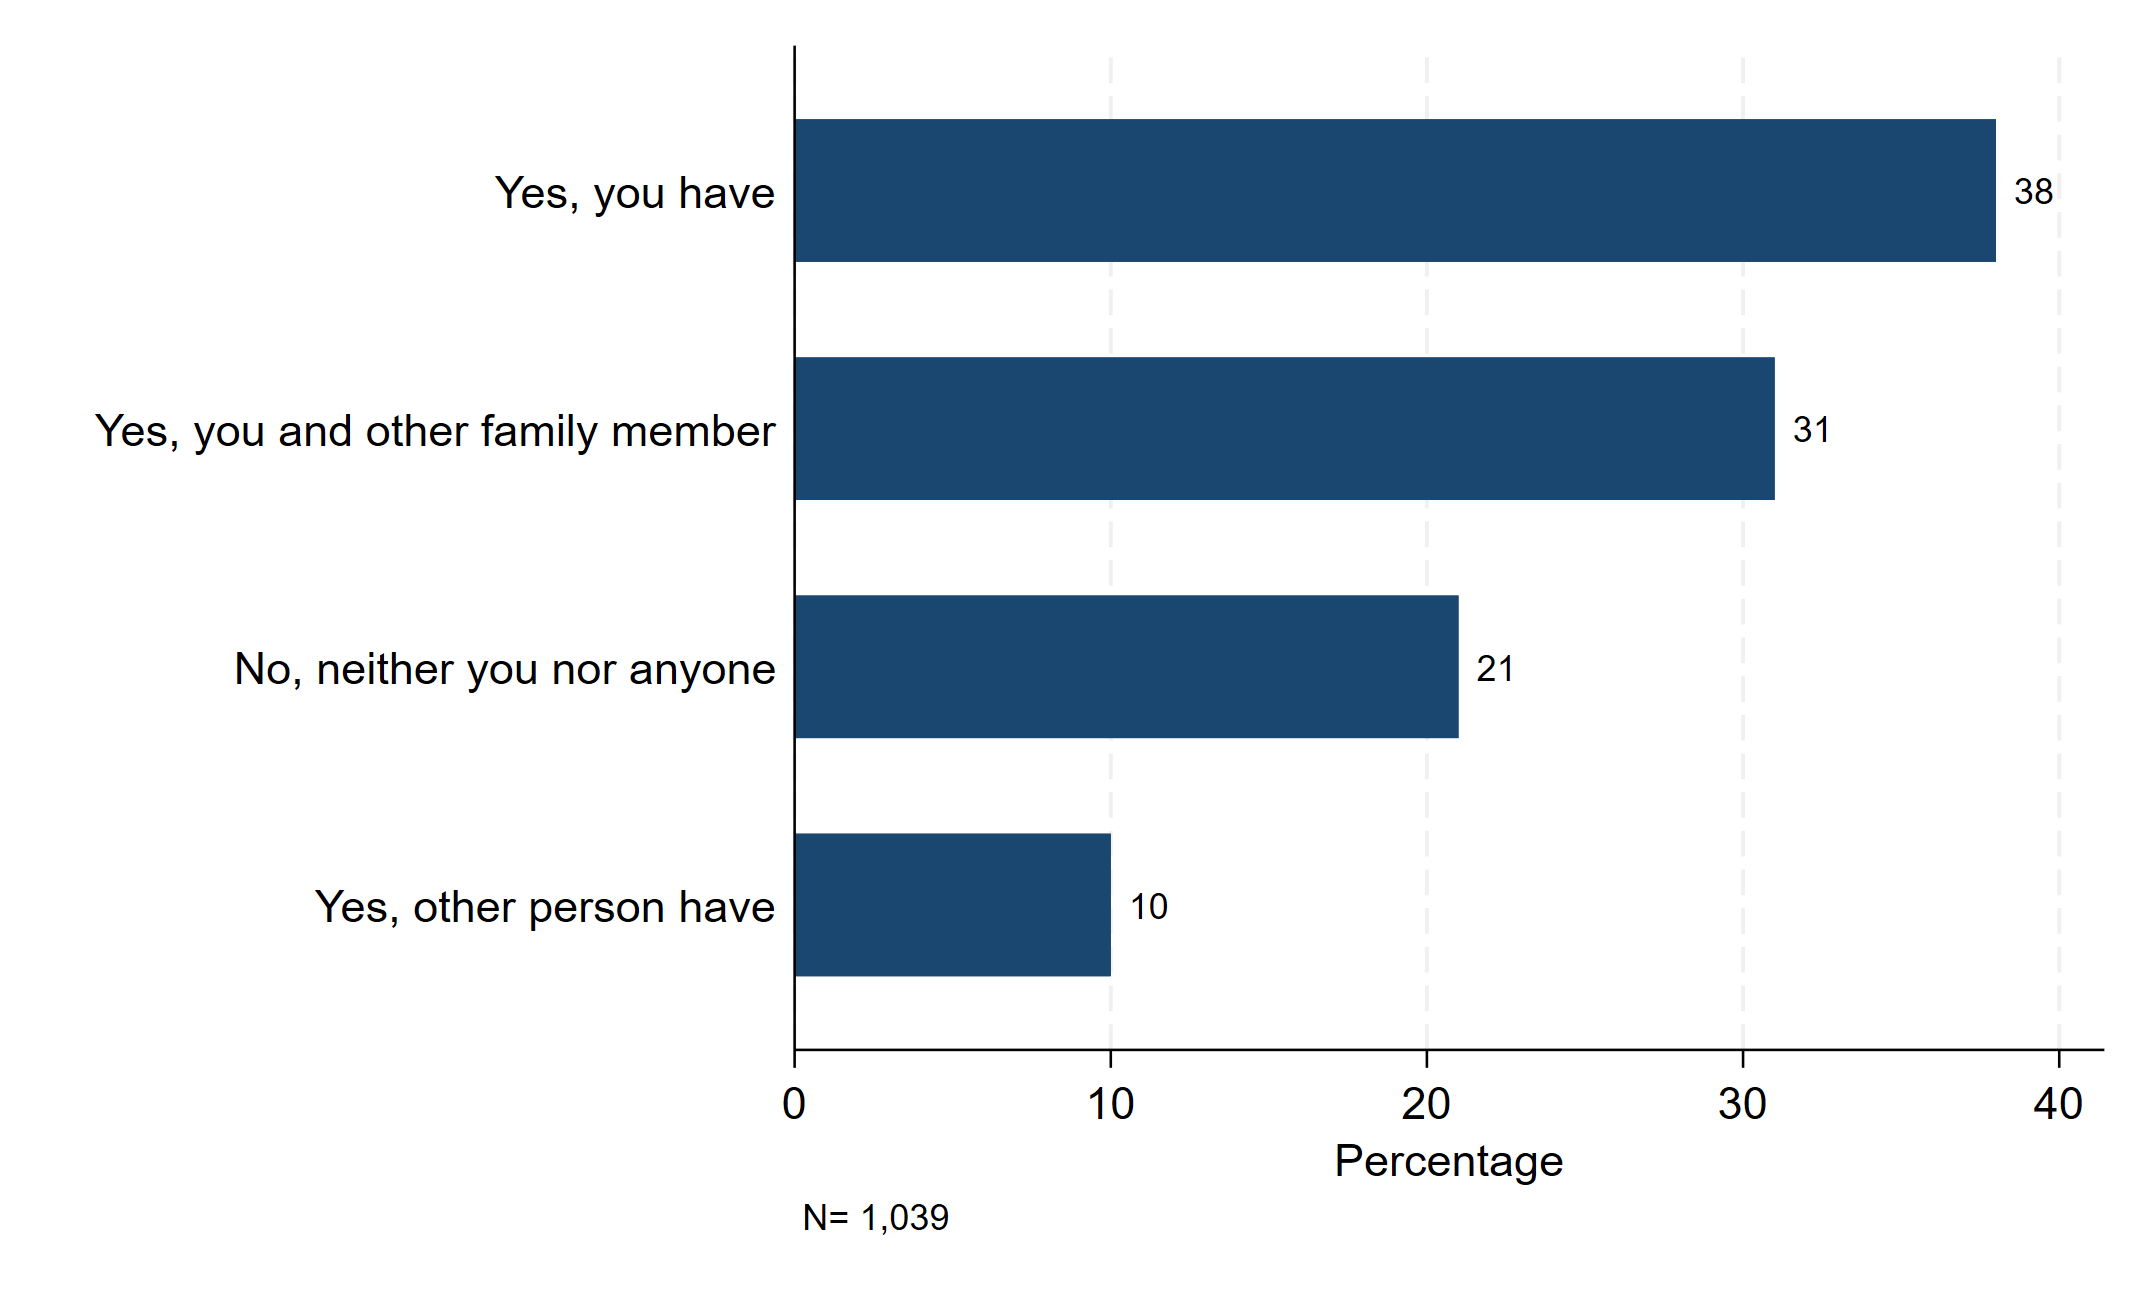 Yes, you have
38
Yes, you and other family member
31
No, neither you nor anyone
21
Yes, other person have
10
0 10 20 30 40
Percentage
N= 1,039